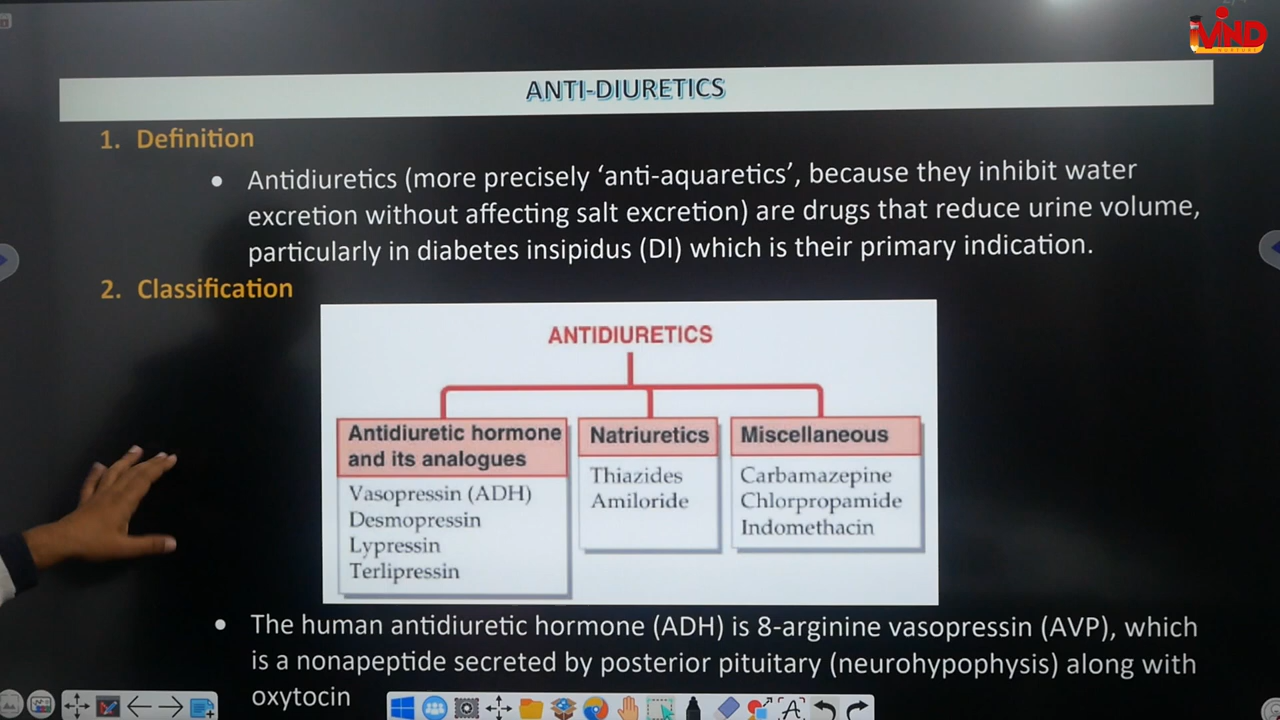 MIND
NURTURE
ANTI-DIURETICS
1. Definition
• Antidiuretics (more precisely ‘anti-aquaretics’, because they inhibit water
excretion without affecting salt excretion) are drugs that reduce urine volume,
particularly in diabetes insipidus (DI) which is their primary indication.
2. Classification
ANTIDIURETICS
Antidiuretic hormone
and its analogues
Vasopressin (ADH)
Desmopressin
Lypressin
Terlipressin
Natriuretics
Thiazides
Amiloride
Miscellaneous
Carbamazepine
Chlorpropamide
Indomethacin
• The human antidiuretic hormone (ADH) is 8-arginine vasopressin (AVP), which
is a nonapeptide secreted by posterior pituitary (neurohypophysis) along with
oxytocin